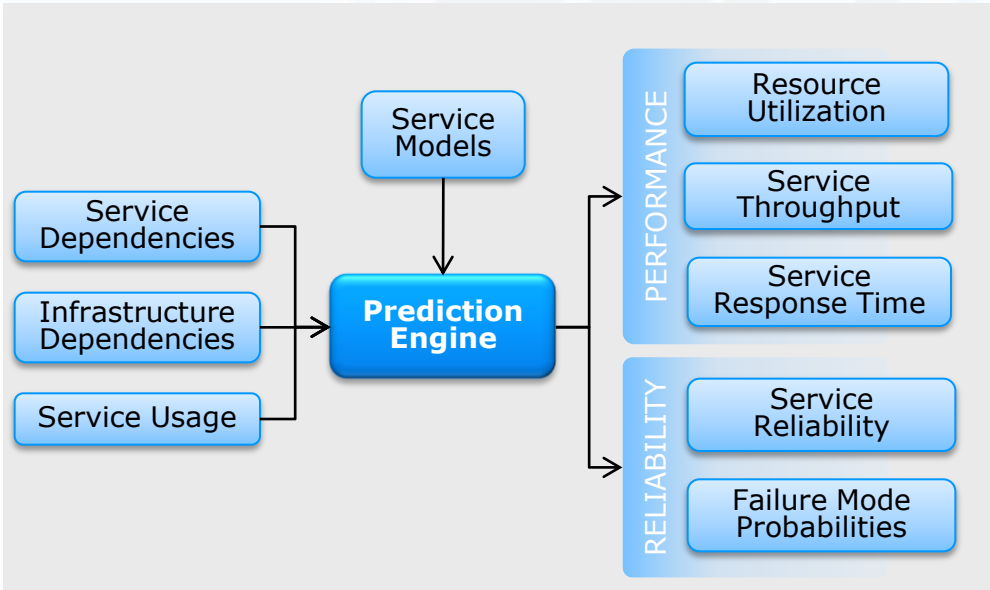 Service
Models
Service
Dependencies
Infrastructure
Dependencies
Service Usage
Prediction
Engine
PERFORMANCE
Resource
Utilization
Service
Throughput
Service
Response Time
RELIABILITY
Service
Reliability
Failure Mode
Probabilities